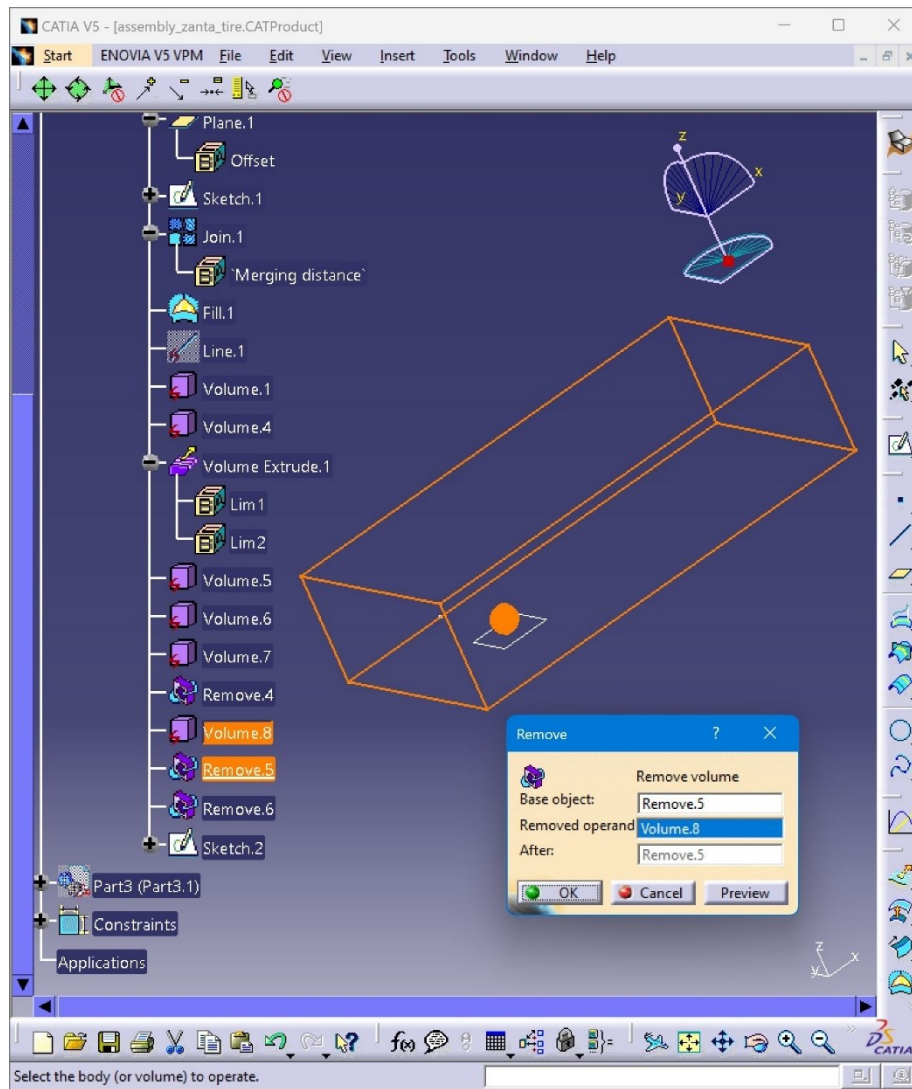 CATIA V5 - [assembly_zanta_tire.CATProduct]
Start ENOVIA V5 VPM File Edit View Insert Tools Window Help
Plane.1
Offset
Sketch.1
Join.1
`Merging distance`
Fill.1
Line.1
Volume.1
Volume.4
Volume Extrude.1
Lim1
Lim2
Volume.5
Volume.6
Volume.7
Remove.4
Volume.8
Remove.5
Remove.6
Sketch.2
Part3 (Part3.1)
Constraints
Applications
z
x
y
Remove ?
Remove volume
Base object: Remove.5
Removed operand Volume.8
After: Remove.5
OK Cancel Preview
z
y x
f(x)
CATIA
Select the body (or volume) to operate.